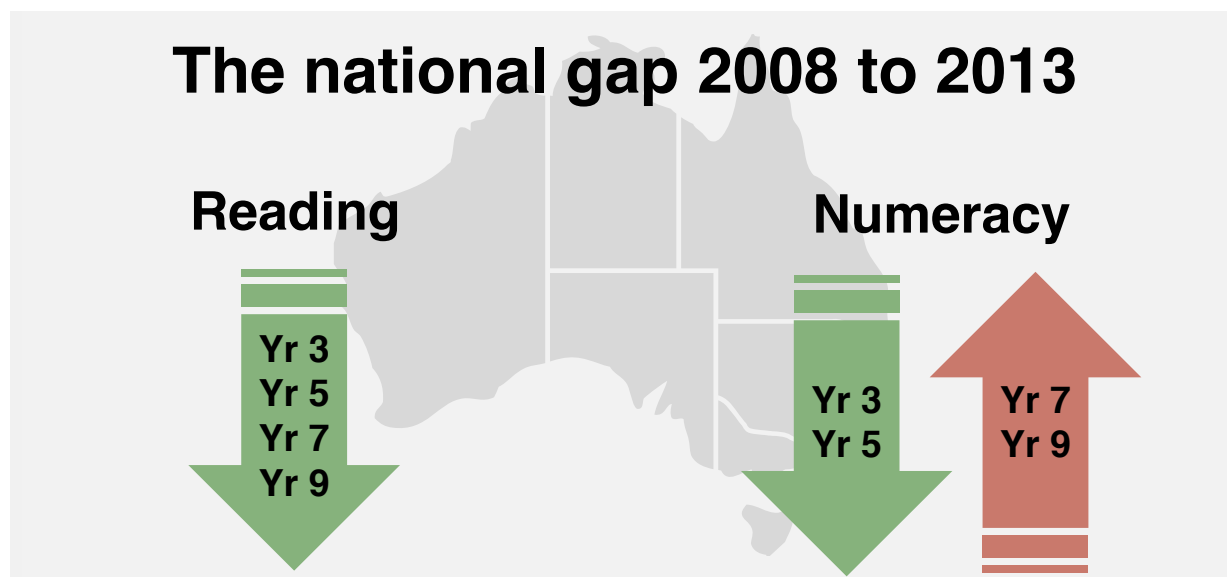 The national gap 2008 to 2013
Reading
Yr 3
Yr 5
Yr 7
Yr 9
Numeracy
Yr 3
Yr 5
Yr 7
Yr 9